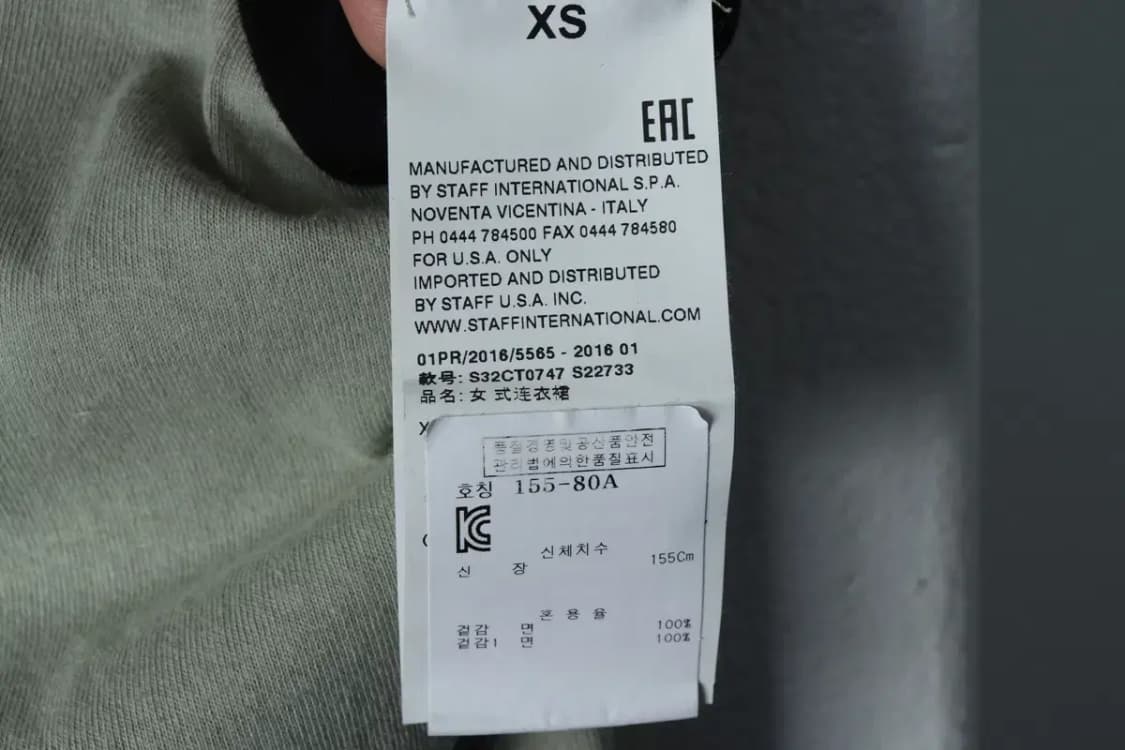 XS
EAC
MANUFACTURED AND DISTRIBUTED
BY STAFF INTERNATIONAL S.P.A.
NOVENTA VICENTINA - ITALY
PH 0444 784500 FAX 0444 784580
FOR U.S.A. ONLY
IMPORTED AND DISTRIBUTED
BY STAFF U.S.A. INC.
WWW.STAFFINTERNATIONAL.COM
01PR/2016/5565 - 2016 01
款号: S32CT0747 S22733
品名: 女 式连衣裙
품질경영및공산품안전
관리법에의한품질표시
호칭 155-80A
KC
신체치수
신 장 155Cm
혼 용 율
겉감 면 100%
겉감1 면 100%